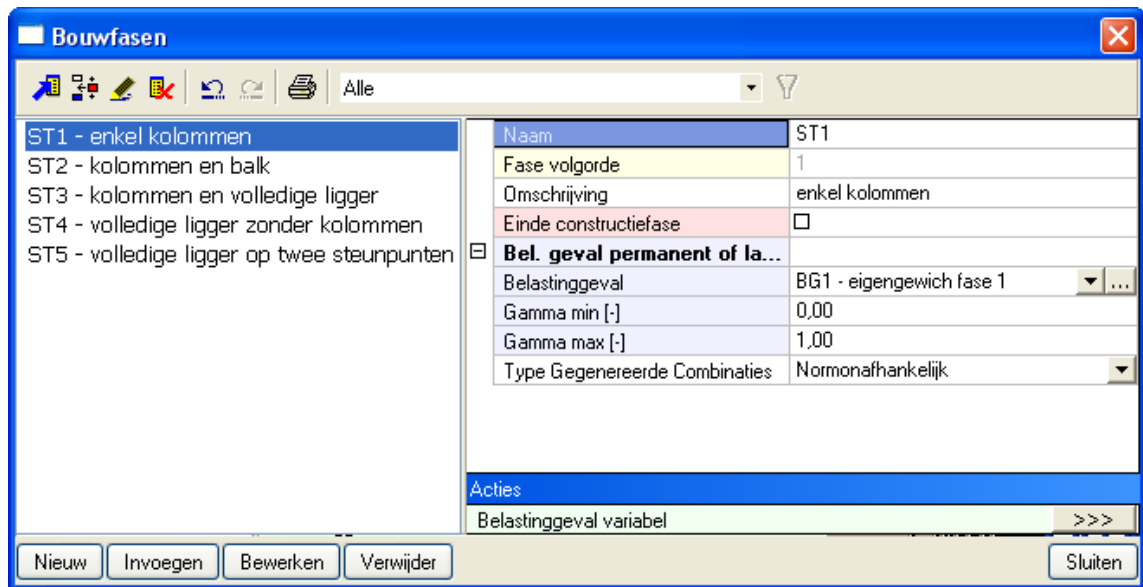 Bouwfasen
Alle
ST1 - enkel kolommen
ST2 - kolommen en balk
ST3 - kolommen en volledige ligger
ST4 - volledige ligger zonder kolommen
ST5 - volledige ligger op twee steunpunten
Naam ST1
Fase volgorde 1
Omschrijving enkel kolommen
Einde constructiefase
Bel. geval permanent of la...
Belastinggeval BG1 - eigengewich fase 1 ...
Gamma min [-] 0,00
Gamma max [-] 1,00
Type Gegenereerde Combinaties Normonafhankelijk
Acties
Belastinggeval variabel >>>
Nieuw Invoegen Bewerken Verwijder Sluiten